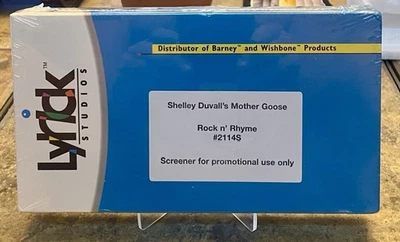 Lyrick™
STUDIOS
Distributor of Barney™ and Wishbone™ Products
Shelley Duvall's Mother Goose
Rock n' Rhyme
#2114S
Screener for promotional use only